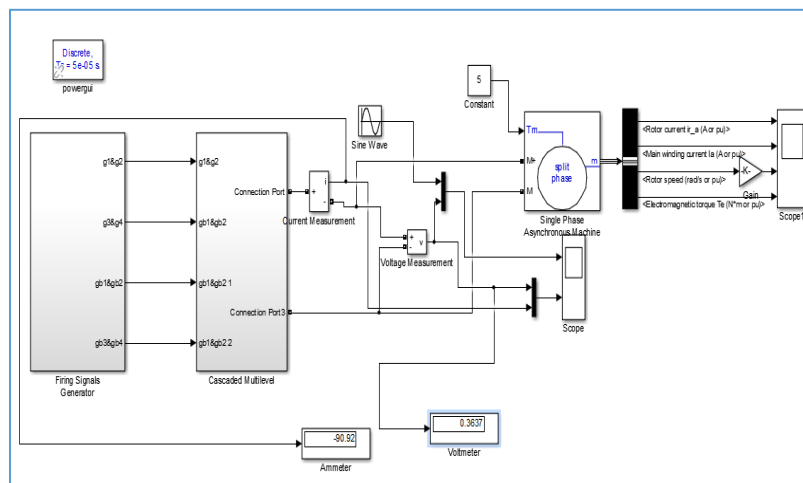 Discrete,
Ts = 5e-05 s.
powergui
5
Constant
Sine Wave
Tm
M+
M
split
phase
m
Single Phase
Asynchronous Machine
<Rotor current ir_a (A or pu)>
<Main winding current Ia (A or pu)>
<Rotor speed (rad/s or pu)>
<Electromagnetic torque Te (N*m or pu)>
-K-
Gain
Scope1
g1&g2
g3&g4
gb1&gb2
gb3&gb4
Firing Signals
Generator
g1&g2
gb1&gb2
gb1&gb2 1
gb1&gb2 2
Connection Port
Connection Port3
Cascaded Multilevel
+
-
i
Current Measurement
+
-
v
Voltage Measurement
Scope
-90.92
Ammeter
0.3637
Voltmeter